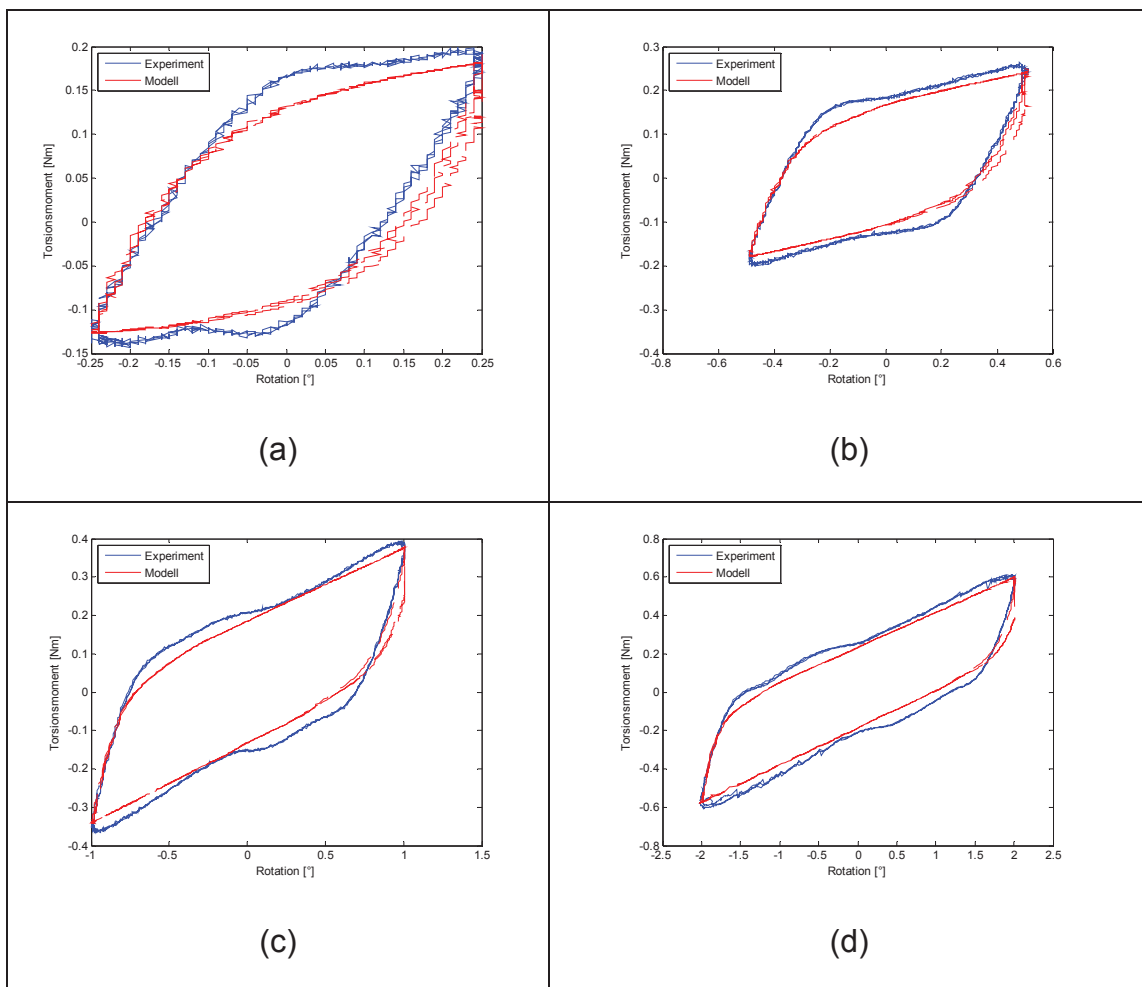 0.2
0.15
0.1
0.05
0
-0.05
-0.1
-0.15
-0.25 -0.2 -0.15 -0.1 -0.05 0 0.05 0.1 0.15 0.2 0.25
Rotation [°]
Torsionsmoment [Nm]
Experiment
Modell
(a)
0.3
0.2
0.1
0
-0.1
-0.2
-0.3
-0.4
-0.8 -0.6 -0.4 -0.2 0 0.2 0.4 0.6
Rotation [°]
Torsionsmoment [Nm]
Experiment
Modell
(b)
0.4
0.3
0.2
0.1
0
-0.1
-0.2
-0.3
-0.4
-1 -0.5 0 0.5 1 1.5
Rotation [°]
Torsionsmoment [Nm]
Experiment
Modell
(c)
0.8
0.6
0.4
0.2
0
-0.2
-0.4
-0.6
-0.8
-2.5 -2 -1.5 -1 -0.5 0 0.5 1 1.5 2 2.5
Rotation [°]
Torsionsmoment [Nm]
Experiment
Modell
(d)